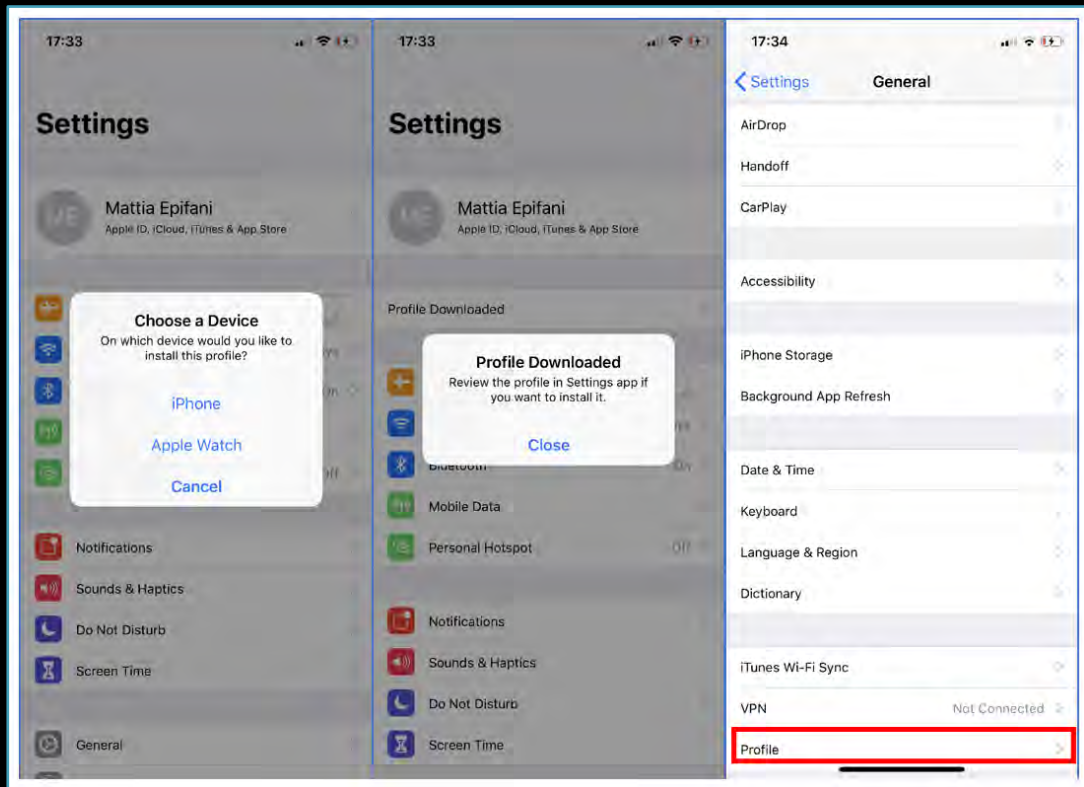 17:33
Settings
Mattia Epifani
Apple ID, iCloud, iTunes & App Store
Choose a Device
On which device would you like to
install this profile?
iPhone
Apple Watch
Cancel
Notifications
Sounds & Haptics
Do Not Disturb
Screen Time
General
17:33
Settings
Mattia Epifani
Apple ID, iCloud, iTunes & App Store
Profile Downloaded
Profile Downloaded
Review the profile in Settings app if
you want to install it.
Close
Bluetooth
Mobile Data
Personal Hotspot Off
Notifications
Sounds & Haptics
Do Not Disturb
Screen Time
17:34
Settings General
AirDrop
Handoff
CarPlay
Accessibility
iPhone Storage
Background App Refresh
Date & Time
Keyboard
Language & Region
Dictionary
iTunes Wi-Fi Sync
VPN Not Connected
Profile